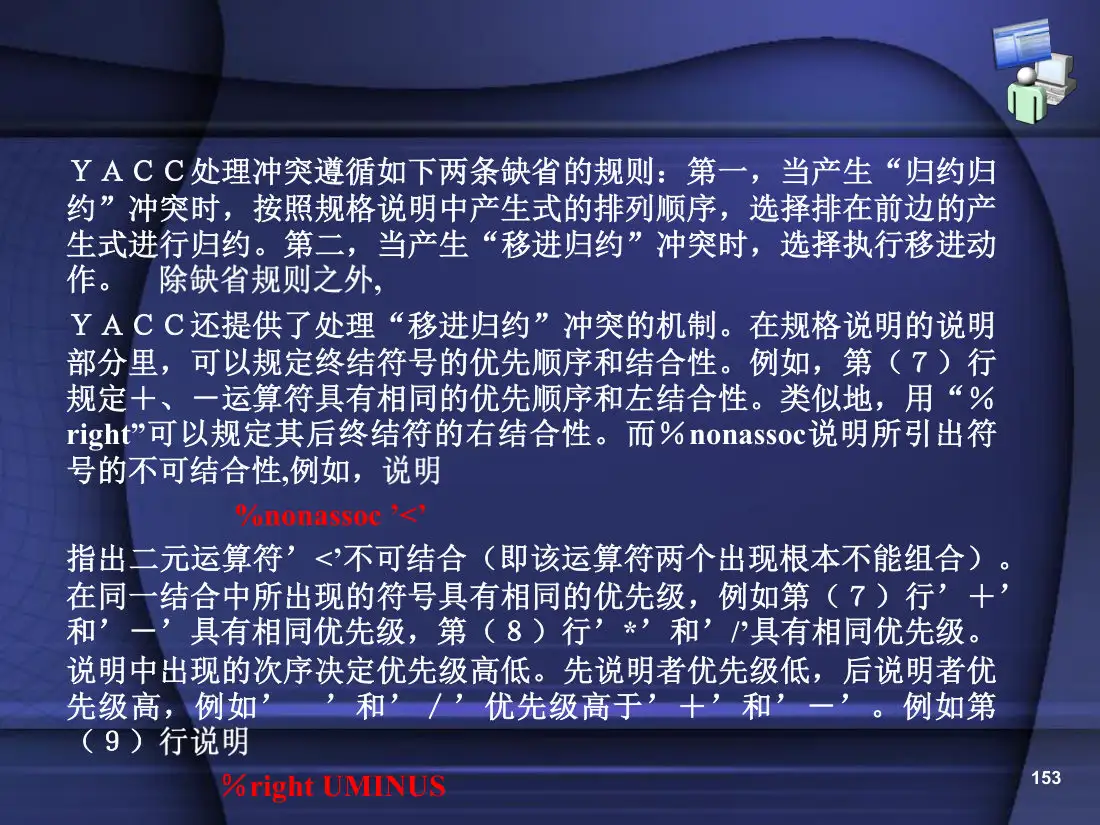 ＹＡＣＣ处理冲突遵循如下两条缺省的规则：第一，当产生“归约归
约”冲突时，按照规格说明中产生式的排列顺序，选择排在前边的产
生式进行归约。第二，当产生“移进归约”冲突时，选择执行移进动
作。 除缺省规则之外,
ＹＡＣＣ还提供了处理“移进归约”冲突的机制。在规格说明的说明
部分里，可以规定终结符号的优先顺序和结合性。例如，第（７）行
规定＋、－运算符具有相同的优先顺序和左结合性。类似地，用“％
right”可以规定其后终结符的右结合性。而％nonassoc说明所引出符
号的不可结合性,例如，说明
%nonassoc ’<’
指出二元运算符’<’不可结合（即该运算符两个出现根本不能组合）。
在同一结合中所出现的符号具有相同的优先级，例如第（７）行’＋’
和’－’具有相同优先级，第（８）行’*’和’/’具有相同优先级。
说明中出现的次序决定优先级高低。先说明者优先级低，后说明者优
先级高，例如’ ’和’／’优先级高于’＋’和’－’。例如第
（９）行说明
％right UMINUS
153